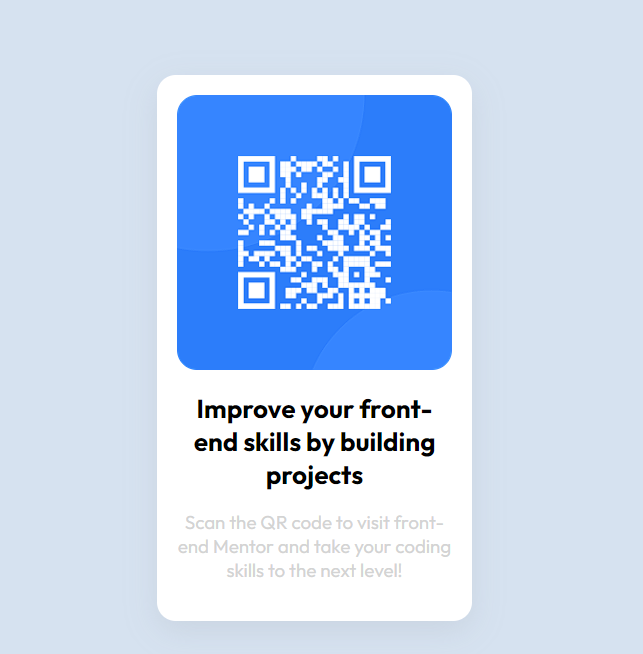 Improve your front-
end skills by building
projects
Scan the QR code to visit front-
end Mentor and take your coding
skills to the next level!